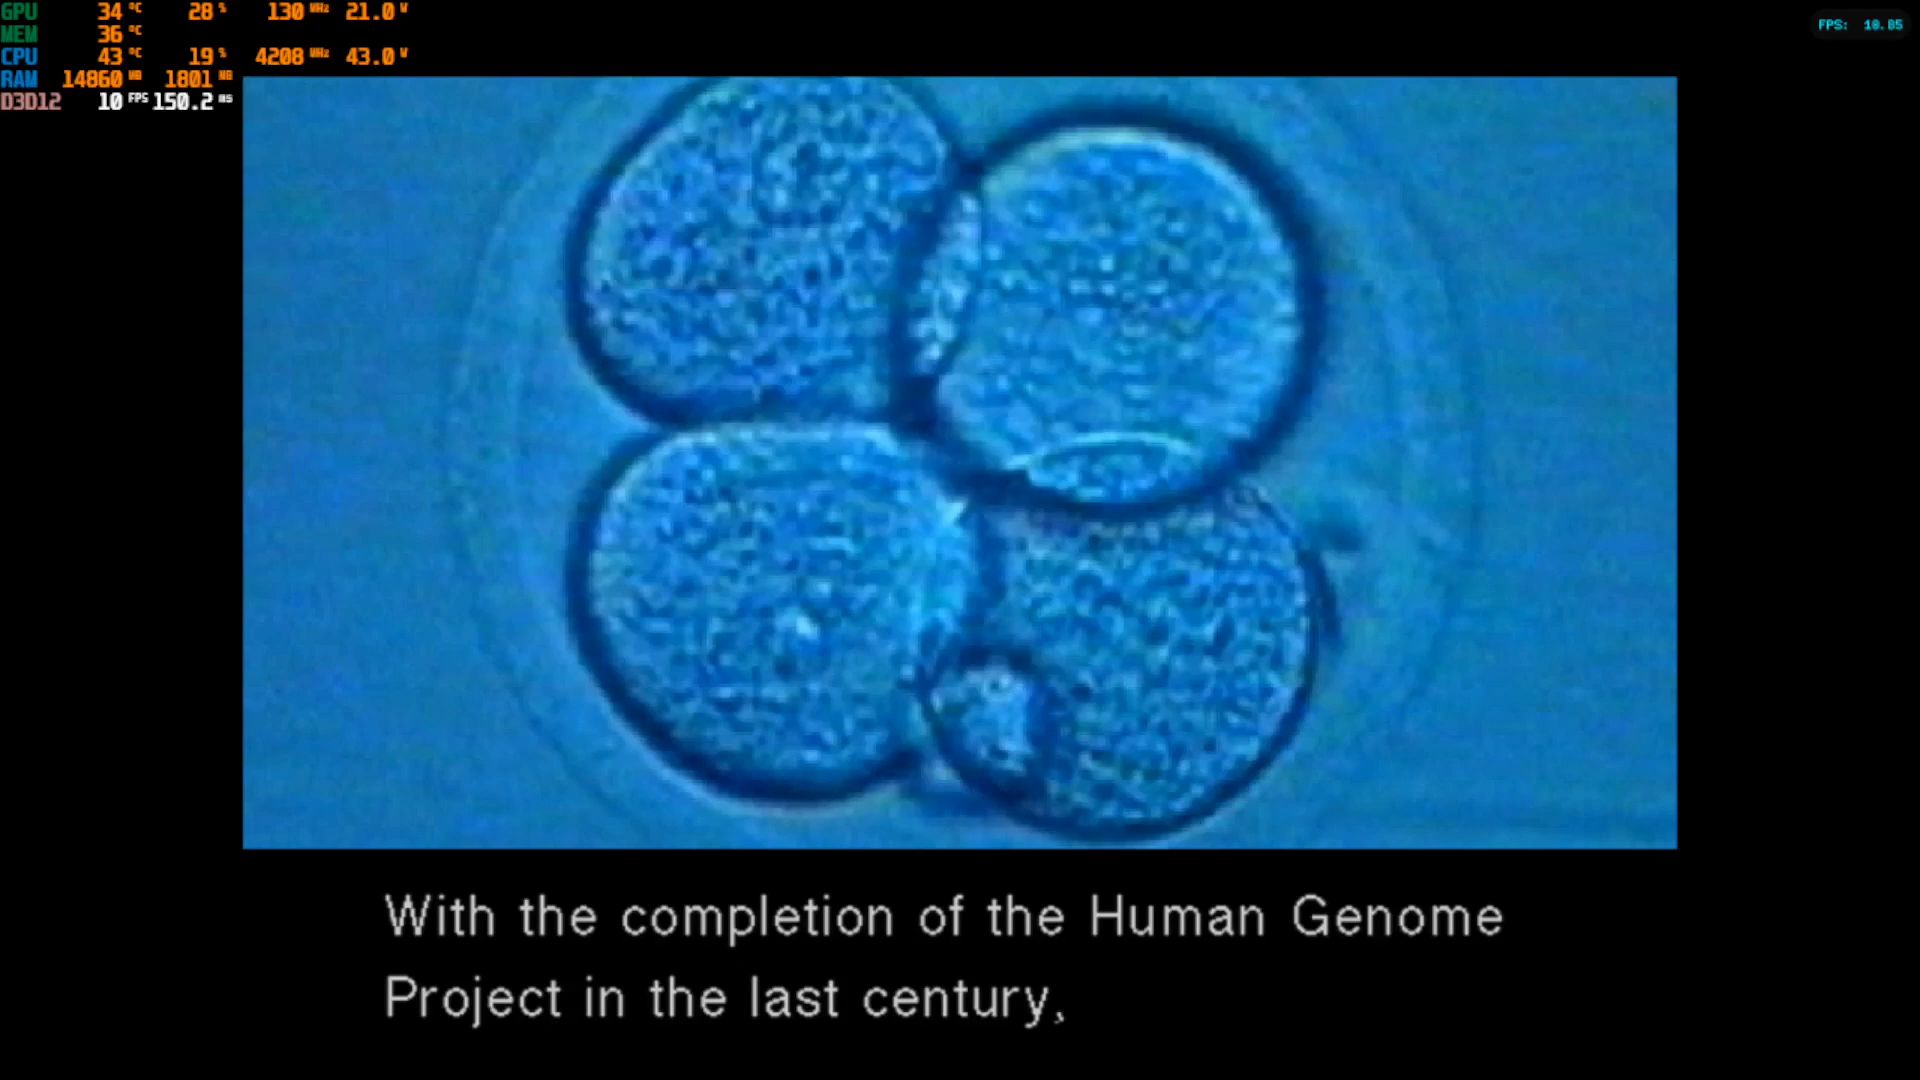 GPU 34 °C 28 % 130 MHz 21.0 W
MEM 36 °C
CPU 43 °C 19 % 4208 MHz 43.0 W
RAM 14860 MB 1801 MB
D3D12 10 FPS 150.2 ms
FPS: 18.85
With the completion of the Human Genome
Project in the last century,